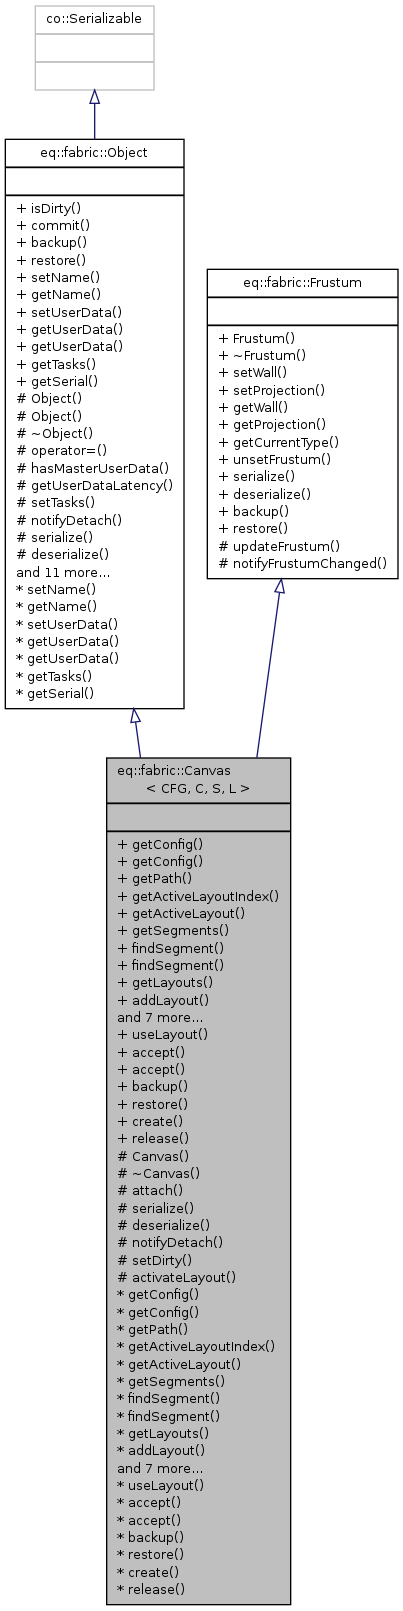 co::Serializable
eq::fabric::Object
+ isDirty()
+ commit()
+ backup()
+ restore()
+ setName()
+ getName()
+ setUserData()
+ getUserData()
+ getUserData()
+ getTasks()
+ getSerial()
# Object()
# Object()
# ~Object()
# operator=()
# hasMasterUserData()
# getUserDataLatency()
# setTasks()
# notifyDetach()
# serialize()
# deserialize()
and 11 more...
* setName()
* getName()
* setUserData()
* getUserData()
* getUserData()
* getTasks()
* getSerial()
eq::fabric::Frustum
+ Frustum()
+ ~Frustum()
+ setWall()
+ setProjection()
+ getWall()
+ getProjection()
+ getCurrentType()
+ unsetFrustum()
+ serialize()
+ deserialize()
+ backup()
+ restore()
# updateFrustum()
# notifyFrustumChanged()
eq::fabric::Canvas
< CFG, C, S, L >
+ getConfig()
+ getConfig()
+ getPath()
+ getActiveLayoutIndex()
+ getActiveLayout()
+ getSegments()
+ findSegment()
+ findSegment()
+ getLayouts()
+ addLayout()
and 7 more...
+ useLayout()
+ accept()
+ accept()
+ backup()
+ restore()
+ create()
+ release()
# Canvas()
# ~Canvas()
# attach()
# serialize()
# deserialize()
# notifyDetach()
# setDirty()
# activateLayout()
* getConfig()
* getConfig()
* getPath()
* getActiveLayoutIndex()
* getActiveLayout()
* getSegments()
* findSegment()
* findSegment()
* getLayouts()
* addLayout()
and 7 more...
* useLayout()
* accept()
* accept()
* backup()
* restore()
* create()
* release()